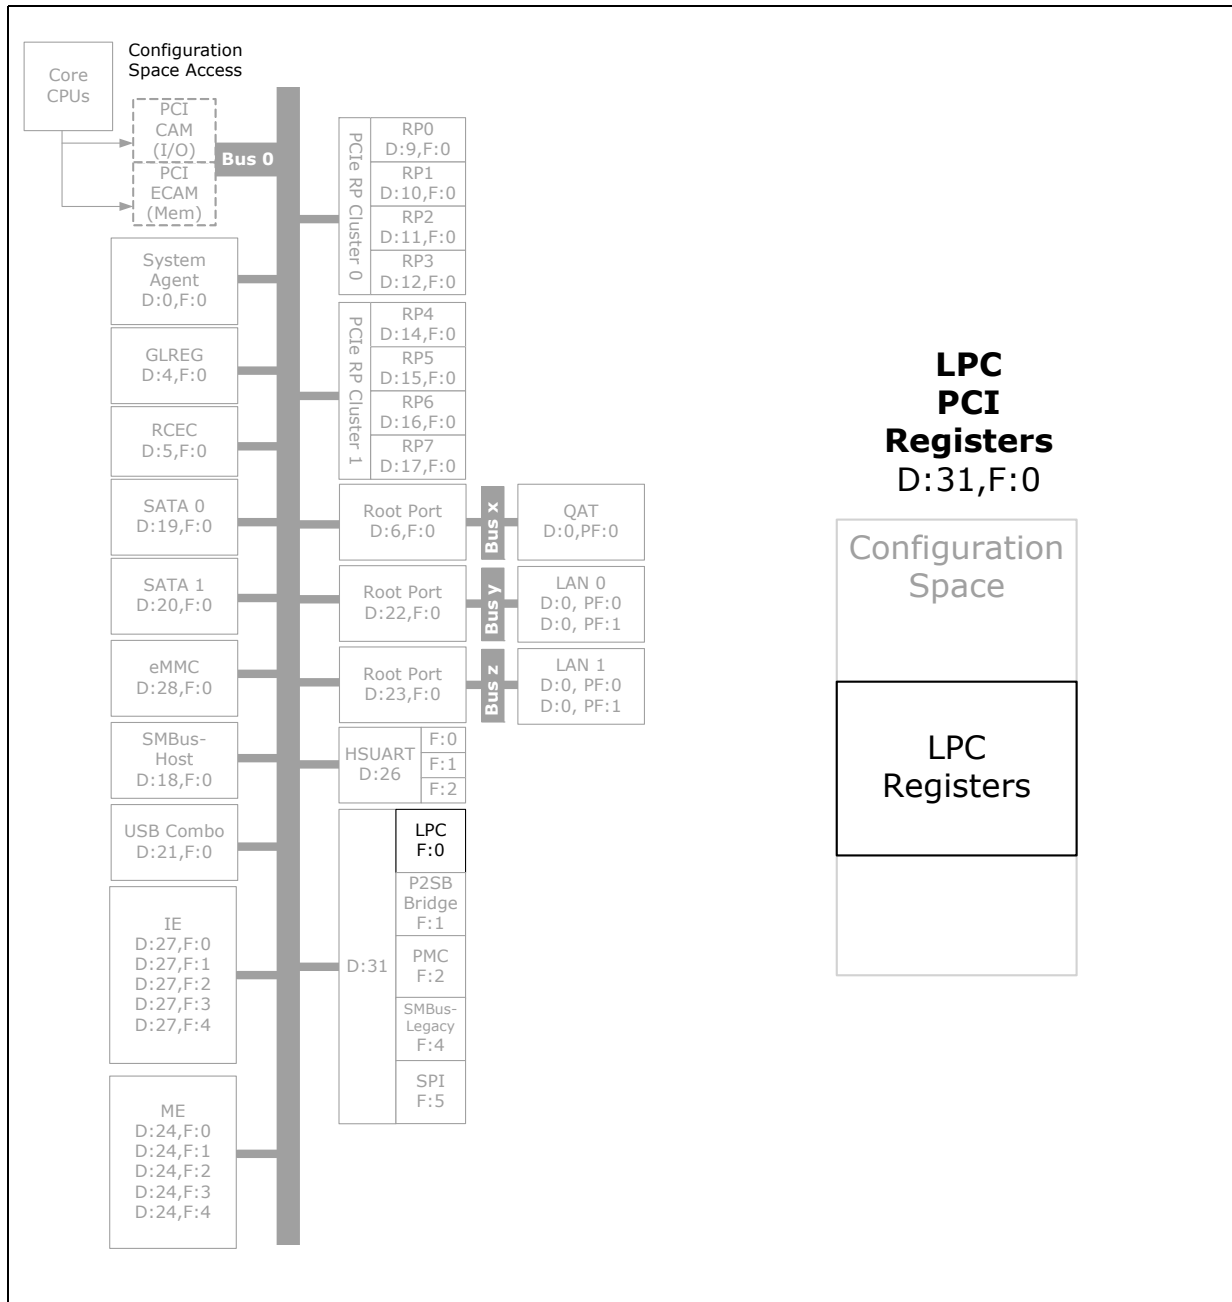 Configuration
Space Access
Core
CPUs
PCI
CAM
(I/O)
PCI
ECAM
(Mem)
Bus 0
System
Agent
D:0,F:0
GLREG
D:4,F:0
RCEC
D:5,F:0
SATA 0
D:19,F:0
SATA 1
D:20,F:0
eMMC
D:28,F:0
SMBus-
Host
D:18,F:0
USB Combo
D:21,F:0
IE
D:27,F:0
D:27,F:1
D:27,F:2
D:27,F:3
D:27,F:4
ME
D:24,F:0
D:24,F:1
D:24,F:2
D:24,F:3
D:24,F:4
PCIe RP Cluster 0
RP0
D:9,F:0
RP1
D:10,F:0
RP2
D:11,F:0
RP3
D:12,F:0
PCIe RP Cluster 1
RP4
D:14,F:0
RP5
D:15,F:0
RP6
D:16,F:0
RP7
D:17,F:0
Root Port
D:6,F:0
Bus x
QAT
D:0,PF:0
Root Port
D:22,F:0
Bus y
LAN 0
D:0, PF:0
D:0, PF:1
Root Port
D:23,F:0
Bus z
LAN 1
D:0, PF:0
D:0, PF:1
HSUART
D:26
F:0
F:1
F:2
D:31
LPC
F:0
P2SB
Bridge
F:1
PMC
F:2
SMBus-
Legacy
F:4
SPI
F:5
LPC
PCI
Registers
D:31,F:0
Configuration
Space
LPC
Registers